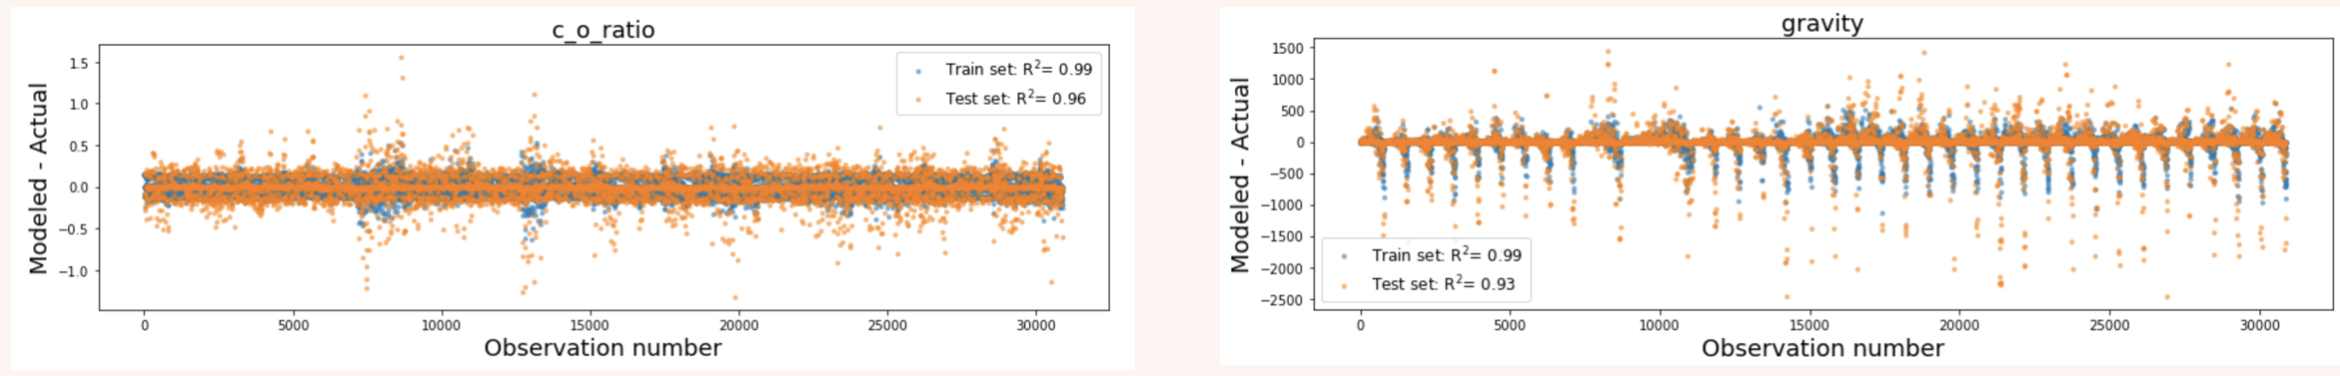 c_o_ratio
Modeled - Actual
1.5
1.0
0.5
0.0
−0.5
−1.0
Train set: R²= 0.99
Test set: R²= 0.96
0 5000 10000 15000 20000 25000 30000
Observation number
gravity
Modeled - Actual
1500
1000
500
0
−500
−1000
−1500
−2000
−2500
Train set: R²= 0.99
Test set: R²= 0.93
0 5000 10000 15000 20000 25000 30000
Observation number